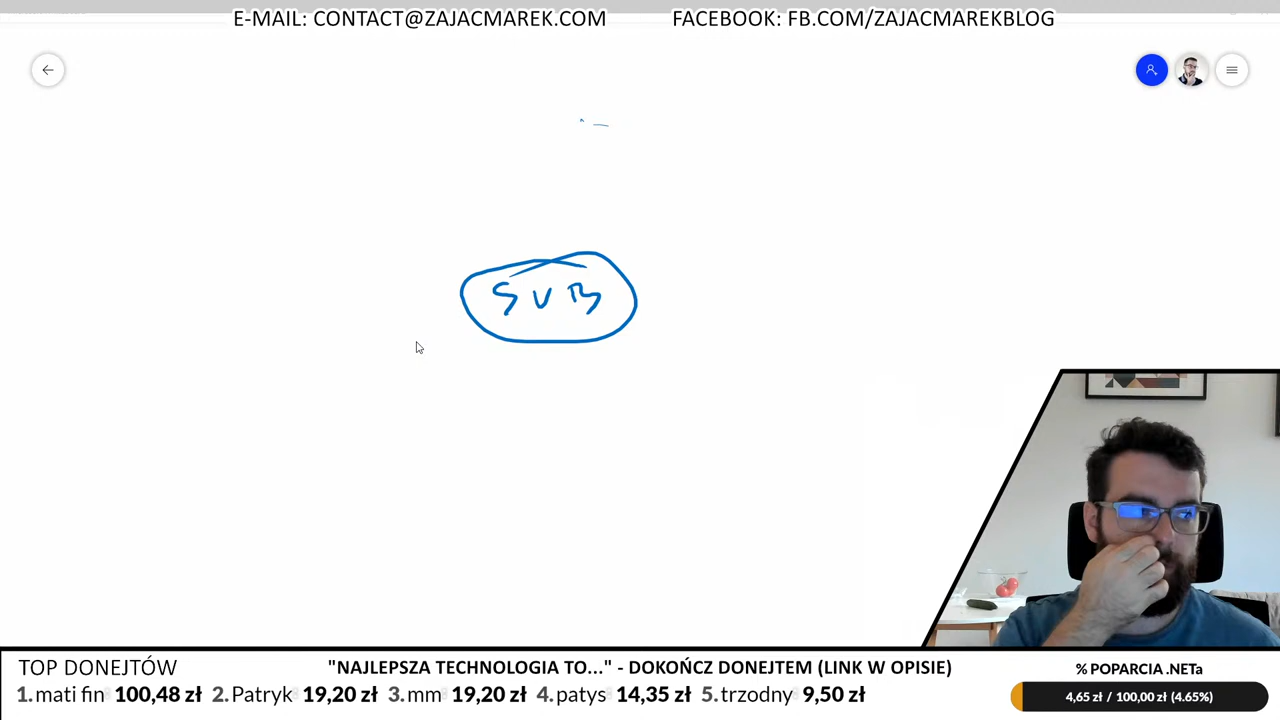 E-MAIL: CONTACT@ZAJACMAREK.COM FACEBOOK: FB.COM/ZAJACMAREKBLOG
SUB
TOP DONEJTÓW "NAJLEPSZA TECHNOLOGIA TO..." - DOKOŃCZ DONEJTEM (LINK W OPISIE) % POPARCIA .NETa
1. mati fin 100,48 zł 2. Patryk 19,20 zł 3. mm 19,20 zł 4. patys 14,35 zł 5. trzodny 9,50 zł 4,65 zł / 100,00 zł (4.65%)